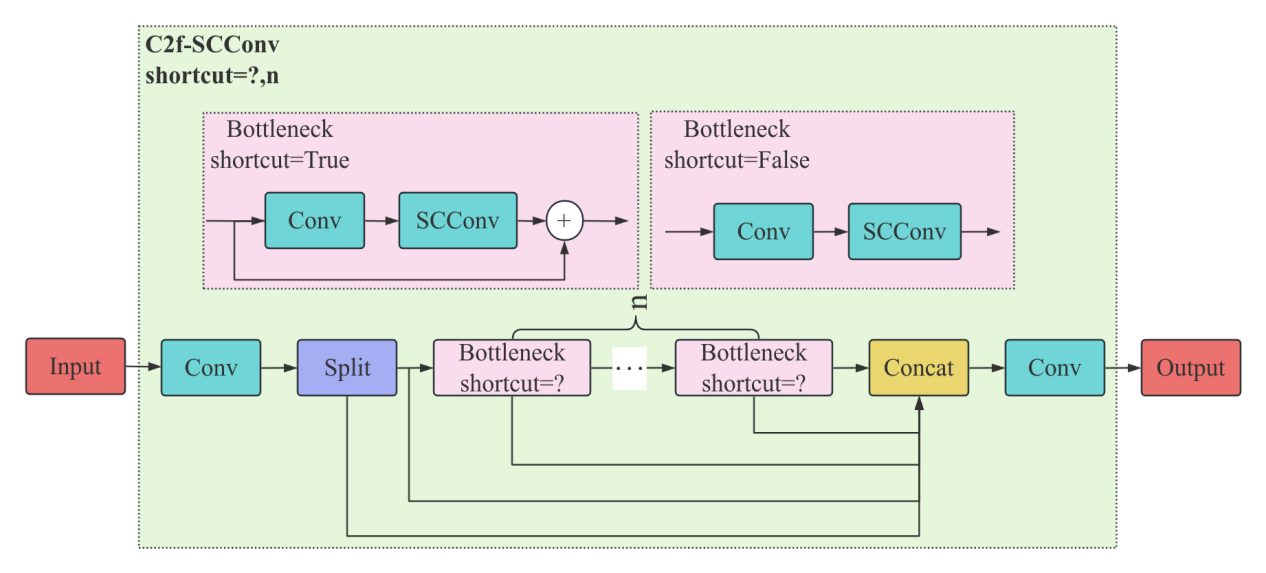 C2f-SCConv
shortcut=?,n
Bottleneck
shortcut=True
Conv
SCConv
+
Bottleneck
shortcut=False
Conv
SCConv
n
Input
Conv
Split
Bottleneck
shortcut=?
...
Bottleneck
shortcut=?
Concat
Conv
Output